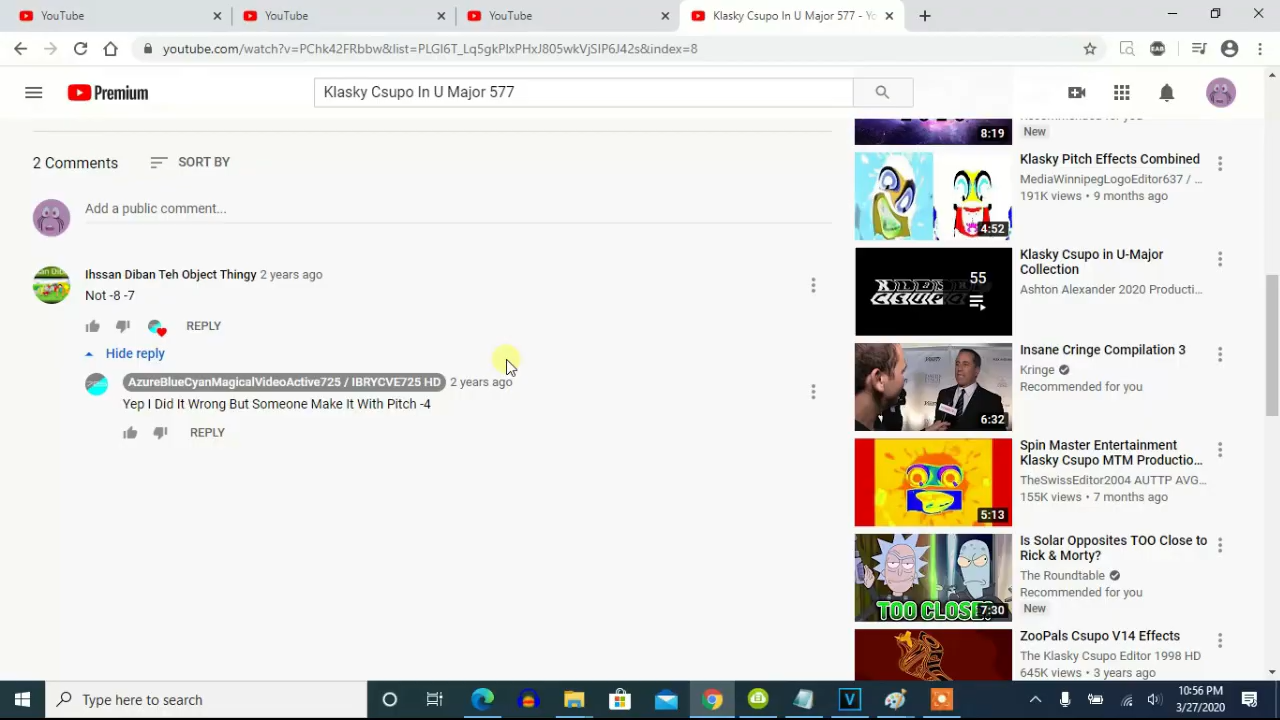 YouTube
YouTube
YouTube
Klasky Csupo In U Major 577 -
youtube.com/watch?v=PChk42FRbbw&list=PLGI6T_Lq5gkPlxPHxJ805wkVjSIP6J42s&index=8
Premium
Klasky Csupo In U Major 577
2 Comments
SORT BY
Add a public comment...
Ihssan Diban Teh Object Thingy 2 years ago
Not -8 -7
REPLY
Hide reply
AzureBlueCyanMagicalVideoActive725 / IBRYCVE725 HD 2 years ago
Yep I Did It Wrong But Someone Make It With Pitch -4
REPLY
8:19
New
4:52
Klasky Pitch Effects Combined
MediaWinnipegLogoEditor637 / ...
191K views • 9 months ago
55
Klasky Csupo in U-Major
Collection
Ashton Alexander 2020 Producti...
6:32
Insane Cringe Compilation 3
Kringe
Recommended for you
5:13
Spin Master Entertainment
Klasky Csupo MTM Productio...
TheSwissEditor2004 AUTTP AVG...
155K views • 7 months ago
TOO CLOSE
7:30
Is Solar Opposites TOO Close to
Rick & Morty?
The Roundtable
Recommended for you
New
ZooPals Csupo V14 Effects
The Klasky Csupo Editor 1998 HD
645K views • 3 years ago
Type here to search
10:56 PM
3/27/2020